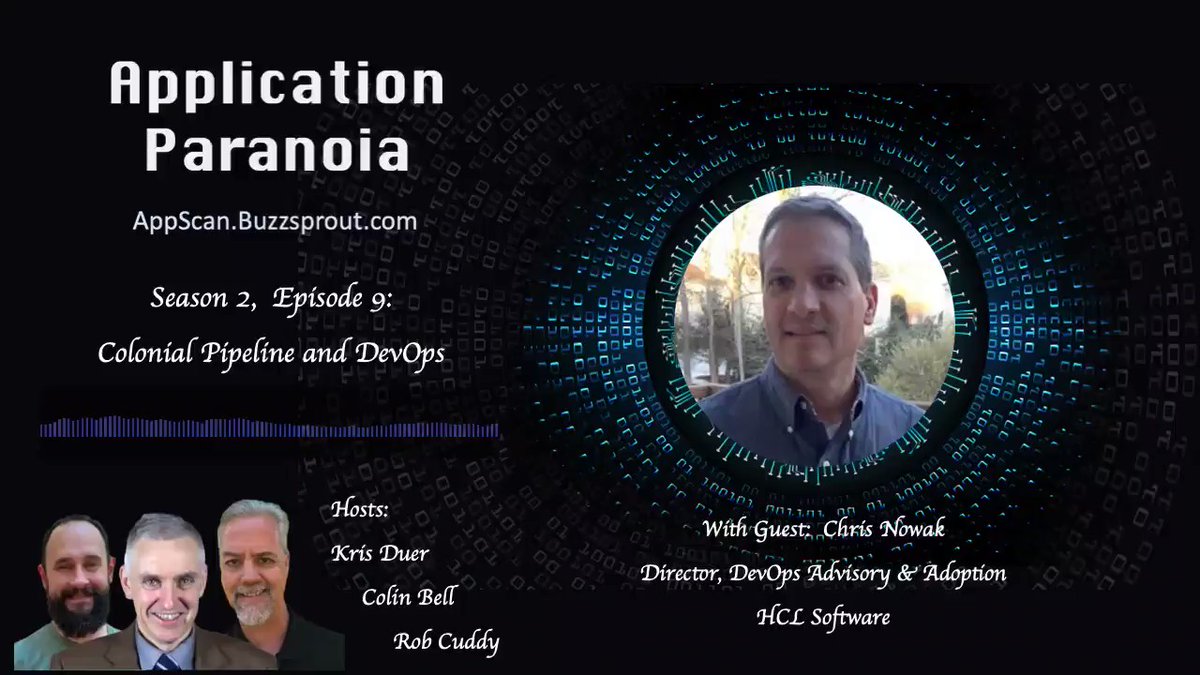 Application
Paranoia
AppScan.Buzzsprout.com
Season 2, Episode 9:
Colonial Pipeline and DevOps
Hosts:
Kris Duer
Colin Bell
Rob Cuddy
With Guest: Chris Nowak
Director, DevOps Advisory & Adoption
HCL Software